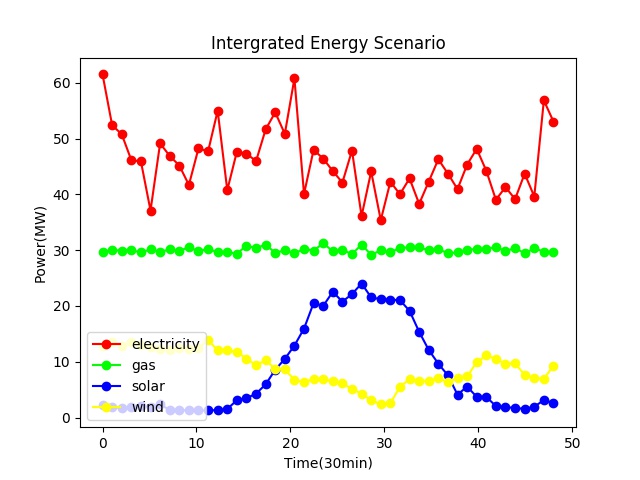 Intergrated Energy Scenario
Power(MW)
60
50
40
30
20
10
0
electricity
gas
solar
wind
0 10 20 30 40 50
Time(30min)